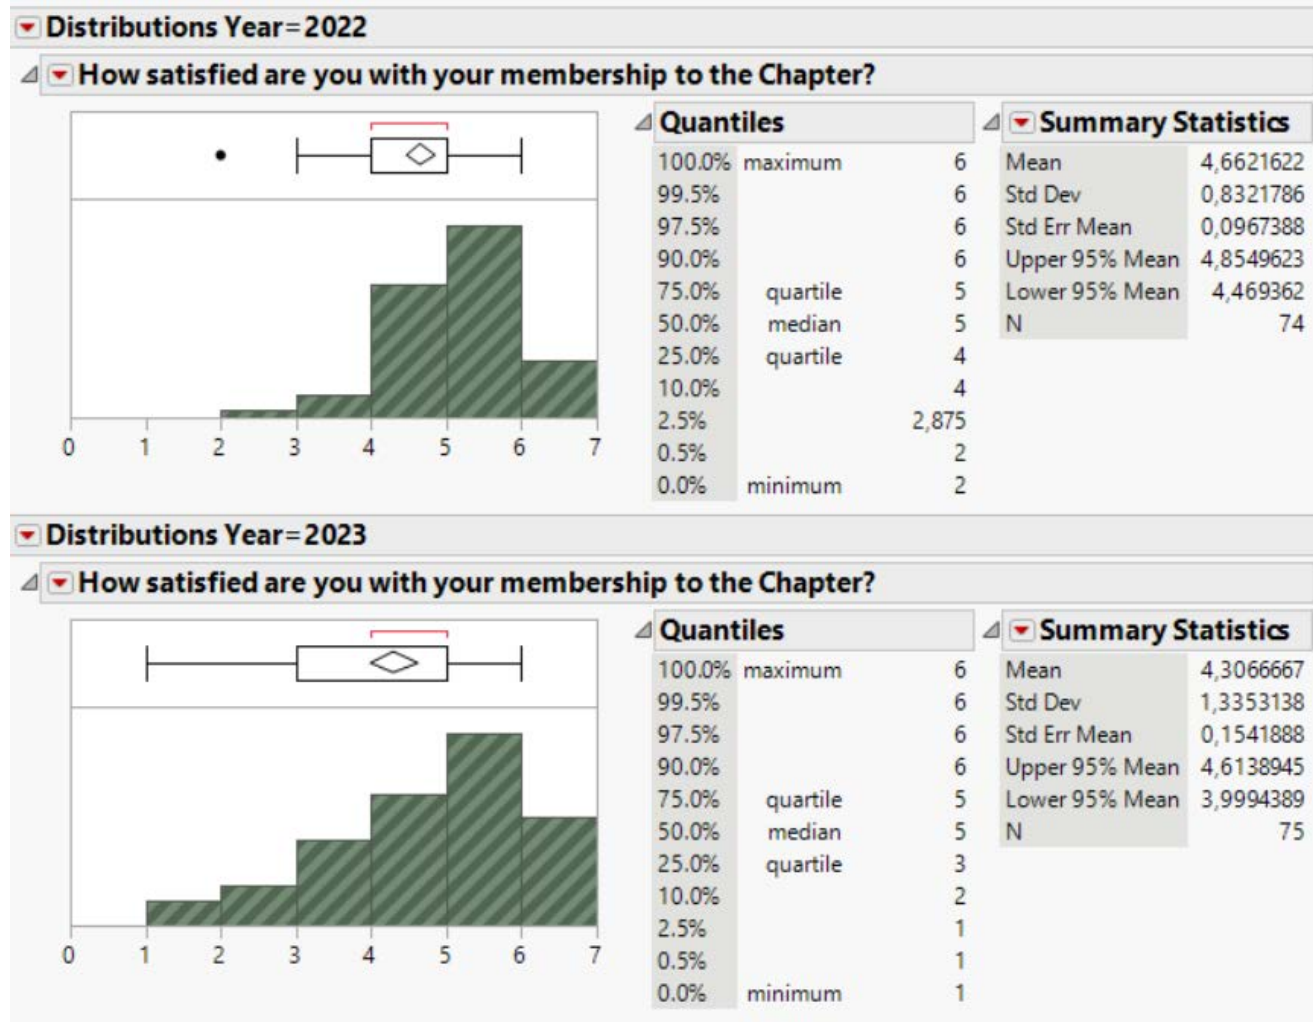 Distributions Year=2022
How satisfied are you with your membership to the Chapter?
0 1 2 3 4 5 6 7
Quantiles
100.0% maximum 6
99.5% 6
97.5% 6
90.0% 6
75.0% quartile 5
50.0% median 5
25.0% quartile 4
10.0% 4
2.5% 2,875
0.5% 2
0.0% minimum 2
Summary Statistics
Mean 4,6621622
Std Dev 0,8321786
Std Err Mean 0,0967388
Upper 95% Mean 4,8549623
Lower 95% Mean 4,469362
N 74
Distributions Year=2023
How satisfied are you with your membership to the Chapter?
0 1 2 3 4 5 6 7
Quantiles
100.0% maximum 6
99.5% 6
97.5% 6
90.0% 6
75.0% quartile 5
50.0% median 5
25.0% quartile 3
10.0% 2
2.5% 1
0.5% 1
0.0% minimum 1
Summary Statistics
Mean 4,3066667
Std Dev 1,3353138
Std Err Mean 0,1541888
Upper 95% Mean 4,6138945
Lower 95% Mean 3,9994389
N 75